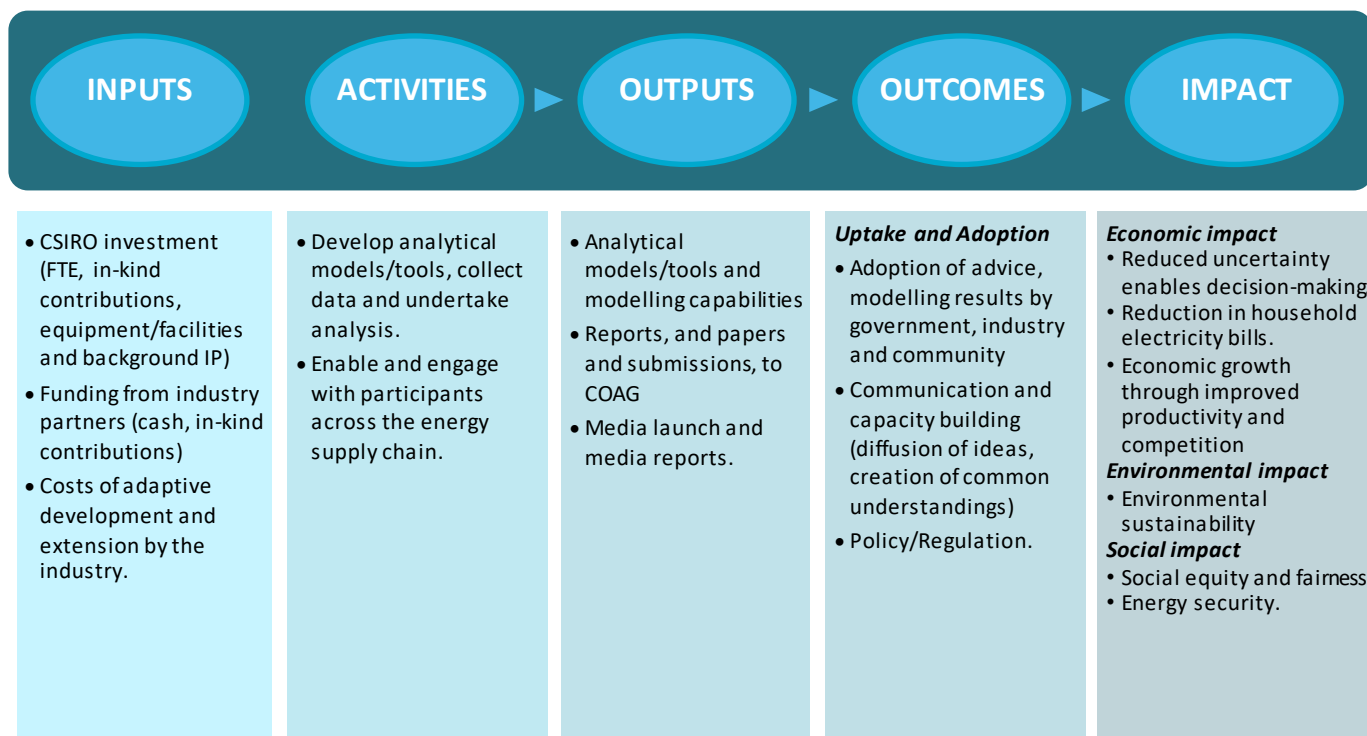 INPUTS
ACTIVITIES
OUTPUTS
OUTCOMES
IMPACT
• CSIRO investment
(FTE, in-kind
contributions,
equipment/facilities
and background IP)
• Funding from industry
partners (cash, in-kind
contributions)
• Costs of adaptive
development and
extension by the
industry.
• Develop analytical
models/tools, collect
data and undertake
analysis.
• Enable and engage
with participants
across the energy
supply chain.
• Analytical
models/tools and
modelling capabilities
• Reports, and papers
and submissions, to
COAG
• Media launch and
media reports.
Uptake and Adoption
• Adoption of advice,
modelling results by
government, industry
and community
• Communication and
capacity building
(diffusion of ideas,
creation of common
understandings)
• Policy/Regulation.
Economic impact
• Reduced uncertainty
enables decision-making
• Reduction in household
electricity bills.
• Economic growth
through improved
productivity and
competition
Environmental impact
• Environmental
sustainability
Social impact
• Social equity and fairness
• Energy security.